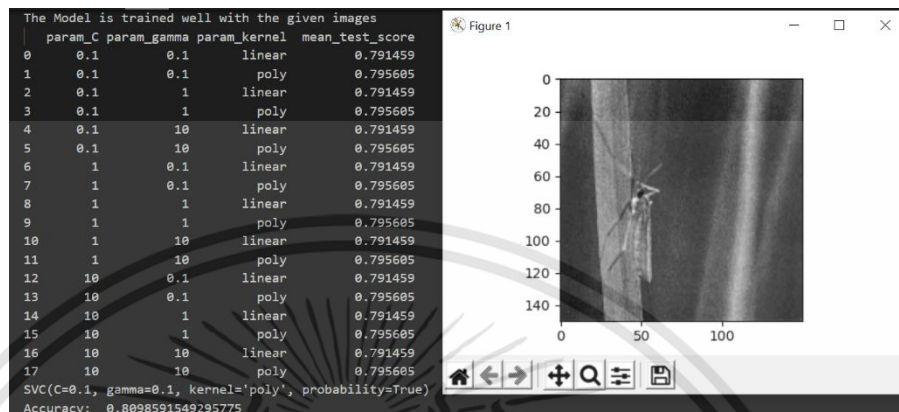 The Model is trained well with the given images
param_C param_gamma param_kernel mean_test_score
0 0.1 0.1 linear 0.791459
1 0.1 0.1 poly 0.795605
2 0.1 1 linear 0.791459
3 0.1 1 poly 0.795605
4 0.1 10 linear 0.791459
5 0.1 10 poly 0.795605
6 1 0.1 linear 0.791459
7 1 0.1 poly 0.795605
8 1 1 linear 0.791459
9 1 1 poly 0.795605
10 1 10 linear 0.791459
11 1 10 poly 0.795605
12 10 0.1 linear 0.791459
13 10 0.1 poly 0.795605
14 10 1 linear 0.791459
15 10 1 poly 0.795605
16 10 10 linear 0.791459
17 10 10 poly 0.795605
SVC(C=0.1, gamma=0.1, kernel='poly', probability=True)
Accuracy: 0.8098591549295775
Figure 1
0
20
40
60
80
100
120
140
0 50 100